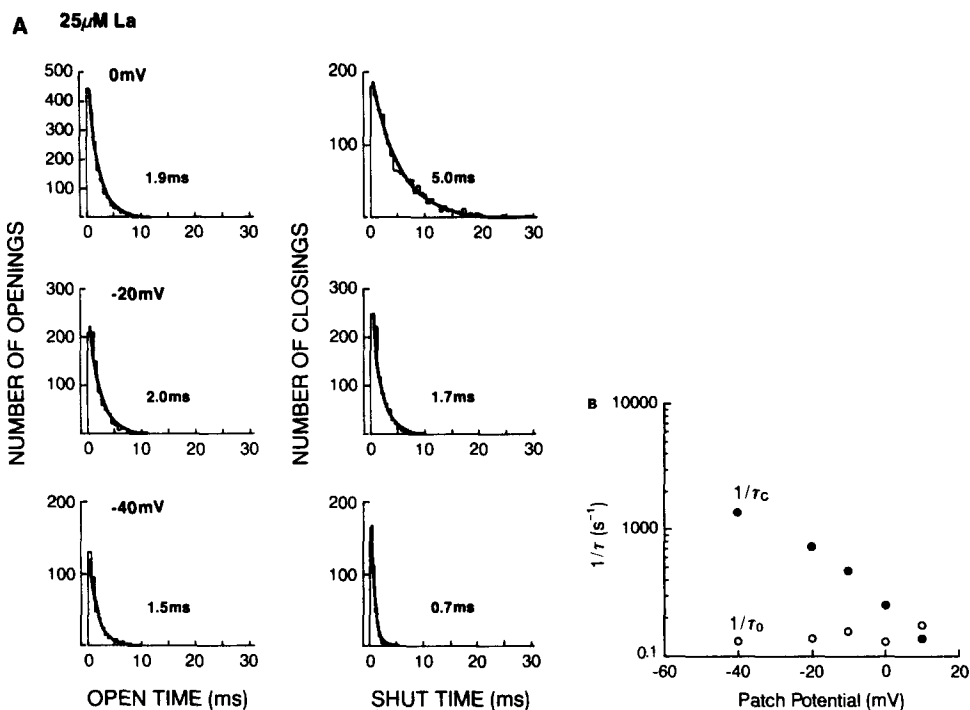 A
25μM La
0mV
500
400
300
200
100
1.9ms
0 10 20 30
200
100
5.0ms
0 10 20 30
-20mV
300
200
100
2.0ms
0 10 20 30
300
200
100
1.7ms
0 10 20 30
-40mV
200
100
1.5ms
0 10 20 30
200
100
0.7ms
0 10 20 30
NUMBER OF OPENINGS
NUMBER OF CLOSINGS
OPEN TIME (ms)
SHUT TIME (ms)
B
10000
1000
0.1
1/τ (s⁻¹)
1/τC
1/τ0
-60 -40 -20 0 20
Patch Potential (mV)